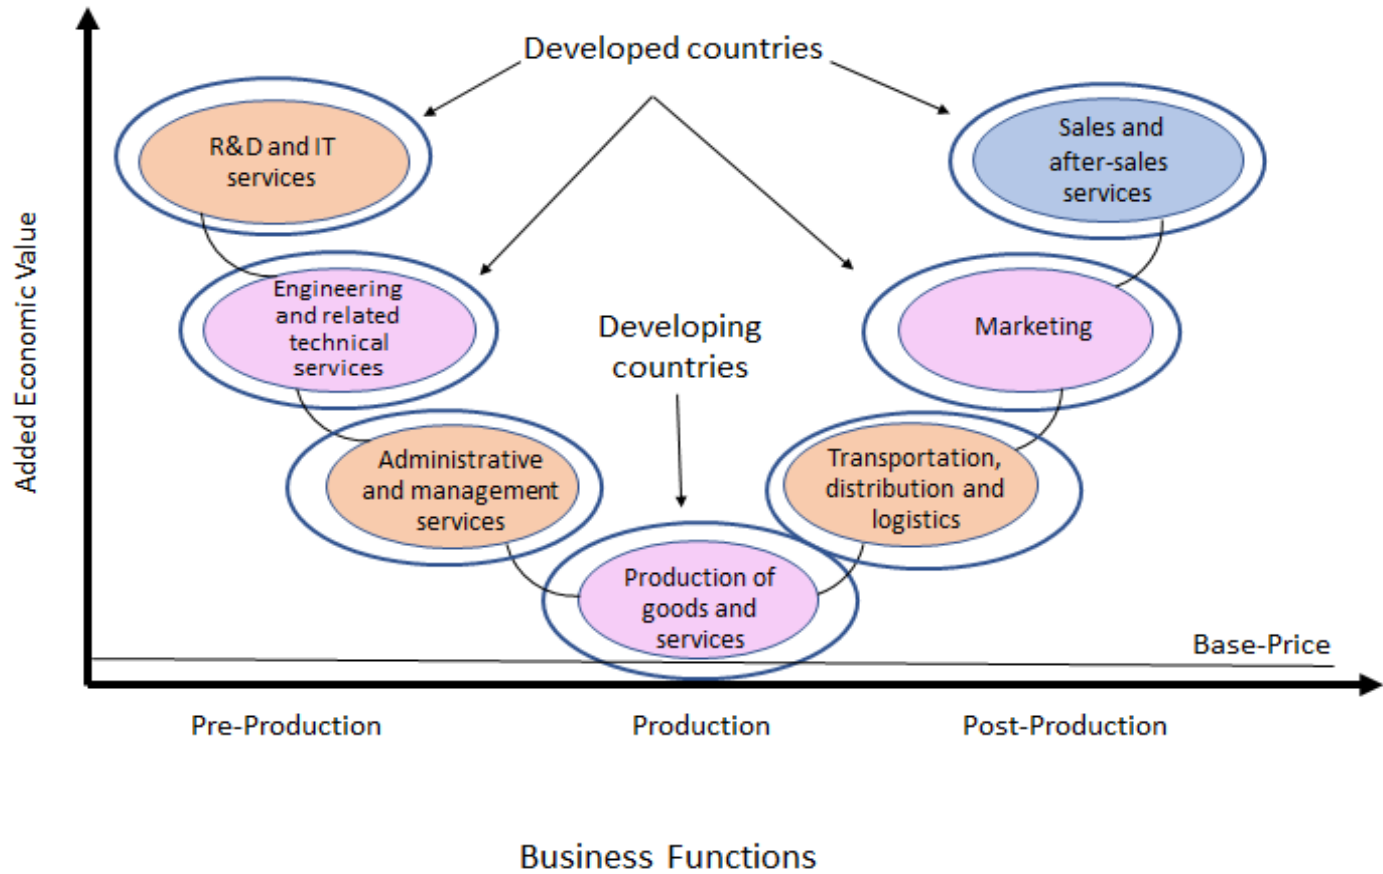 Developed countries
R&D and IT
services
Sales and
after-sales
services
Added Economic Value
Engineering
and related
technical
services
Developing
countries
Marketing
Administrative
and management
services
Transportation,
distribution and
logistics
Production of
goods and
services
Base-Price
Pre-Production
Production
Post-Production
Business Functions